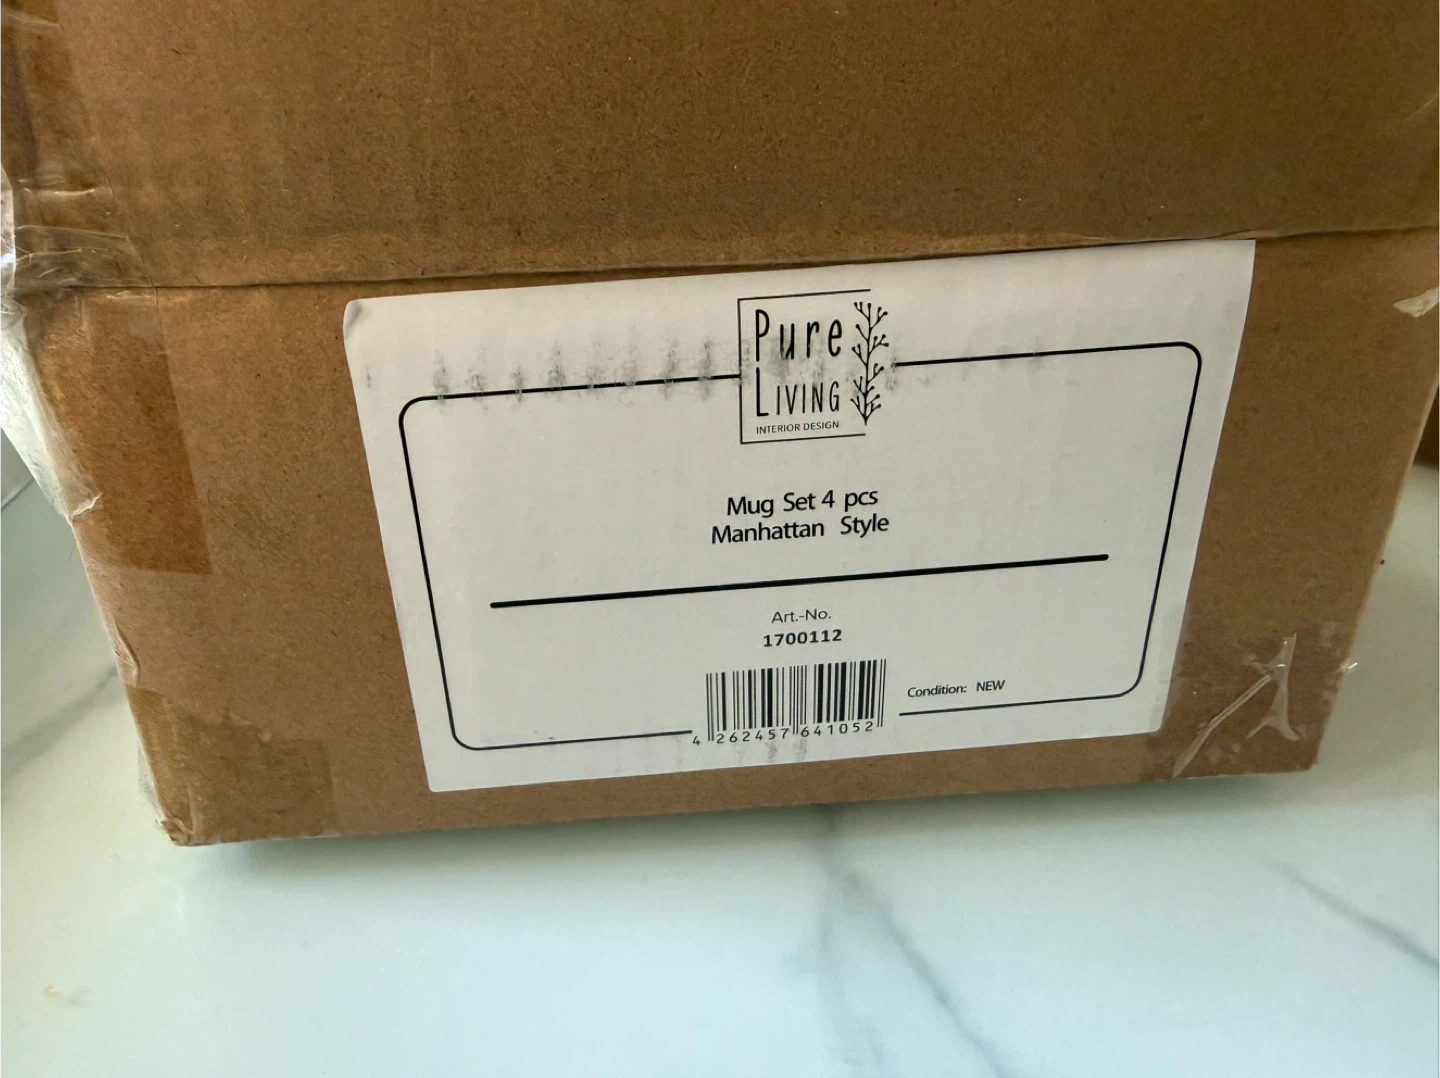 Pure
LIVING
INTERIOR DESIGN
Mug Set 4 pcs
Manhattan Style
Art.-No.
1700112
Condition: NEW
4 262457 641052